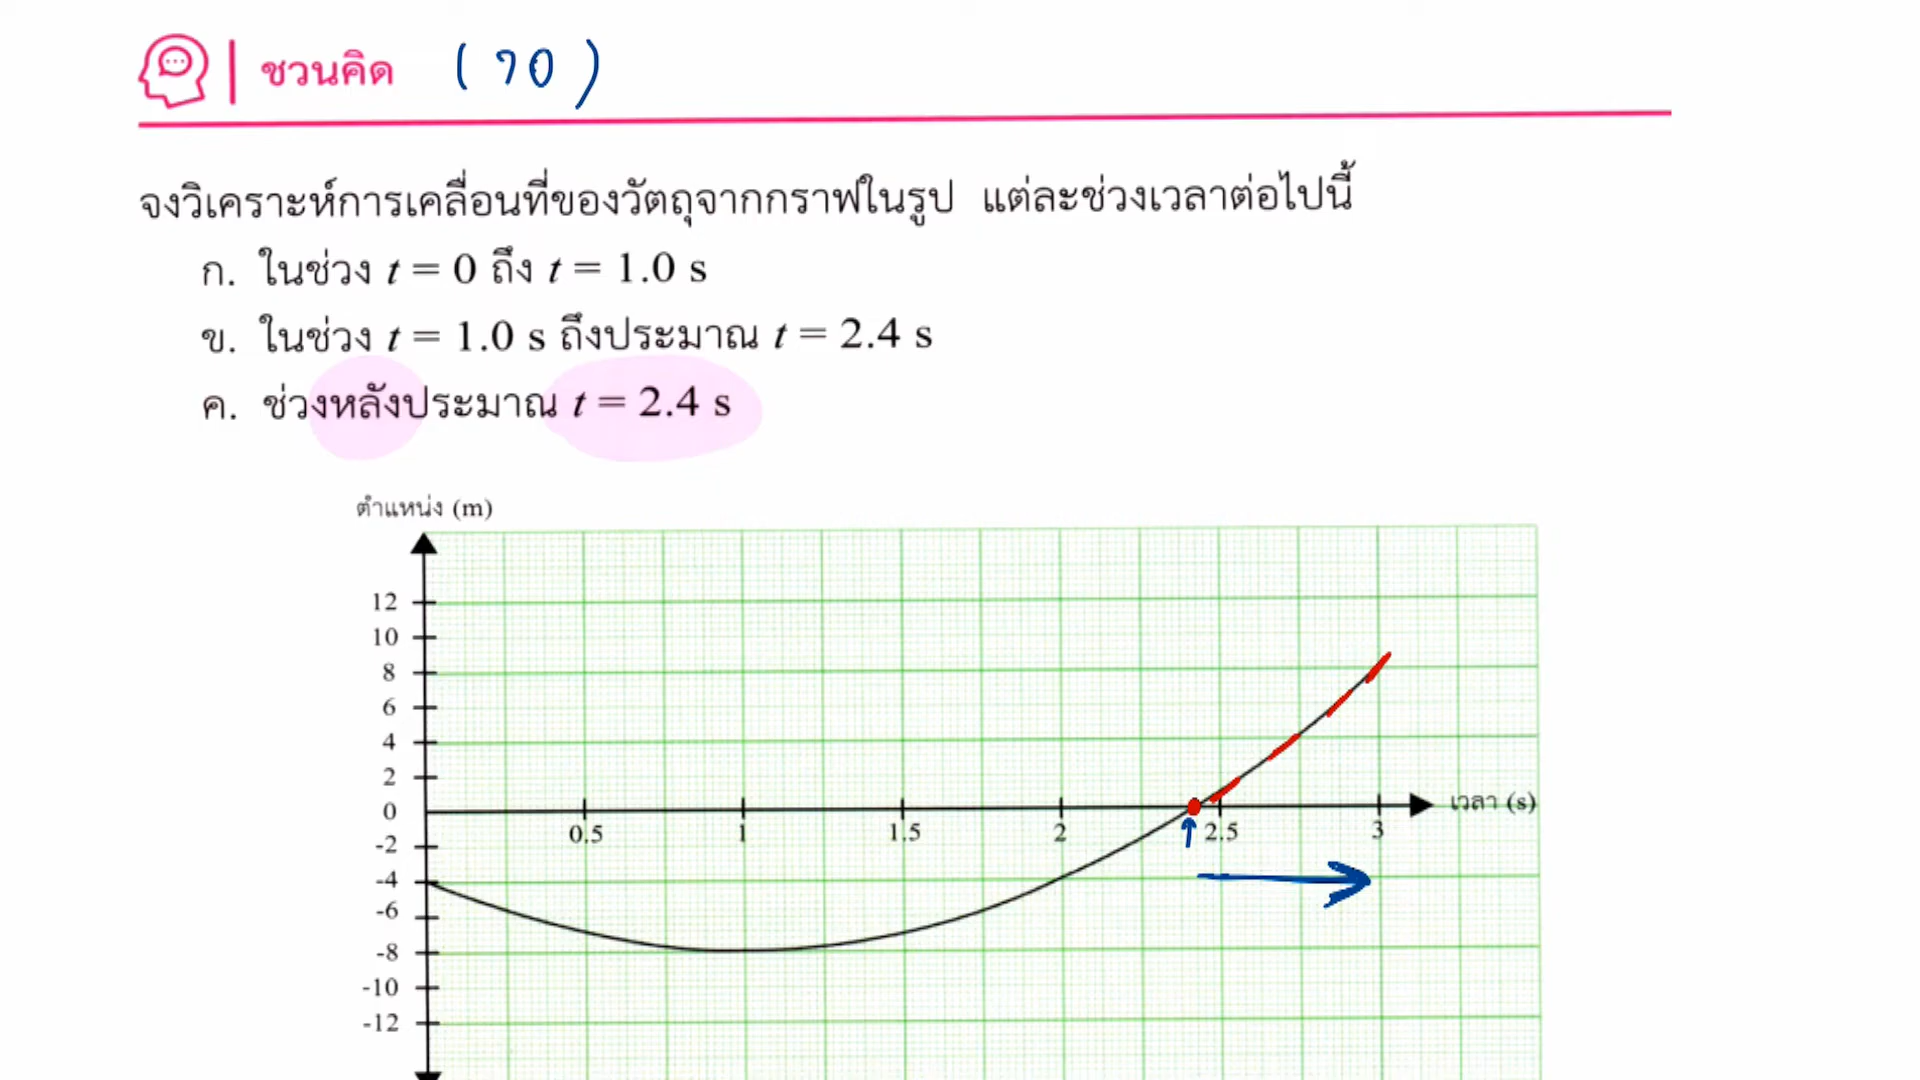 ชวนคิด (70)
จงวิเคราะห์การเคลื่อนที่ของวัตถุจากกราฟในรูป แต่ละช่วงเวลาต่อไปนี้
ก. ในช่วง t = 0 ถึง t = 1.0 s
ข. ในช่วง t = 1.0 s ถึงประมาณ t = 2.4 s
ค. ช่วงหลังประมาณ t = 2.4 s
ตำแหน่ง (m)
12
10
8
6
4
2
0
เวลา (s)
0.5 1 1.5 2 2.5 3
-2
-4
-6
-8
-10
-12